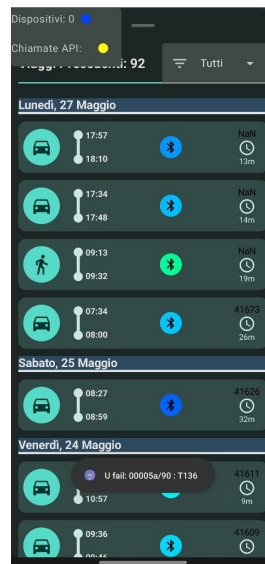 Dispositivi: 0
Chiamate API:
Viaggi Precedenti: 92
Tutti
Lunedì, 27 Maggio
17:57
18:10
NaN
13m
17:34
17:48
NaN
14m
09:13
09:32
NaN
19m
07:34
08:00
41673
26m
Sabato, 25 Maggio
08:27
08:59
41626
32m
Venerdì, 24 Maggio
10:57
41611
9m
U fail: 00005a/90 : T136
09:36
09:46
41609